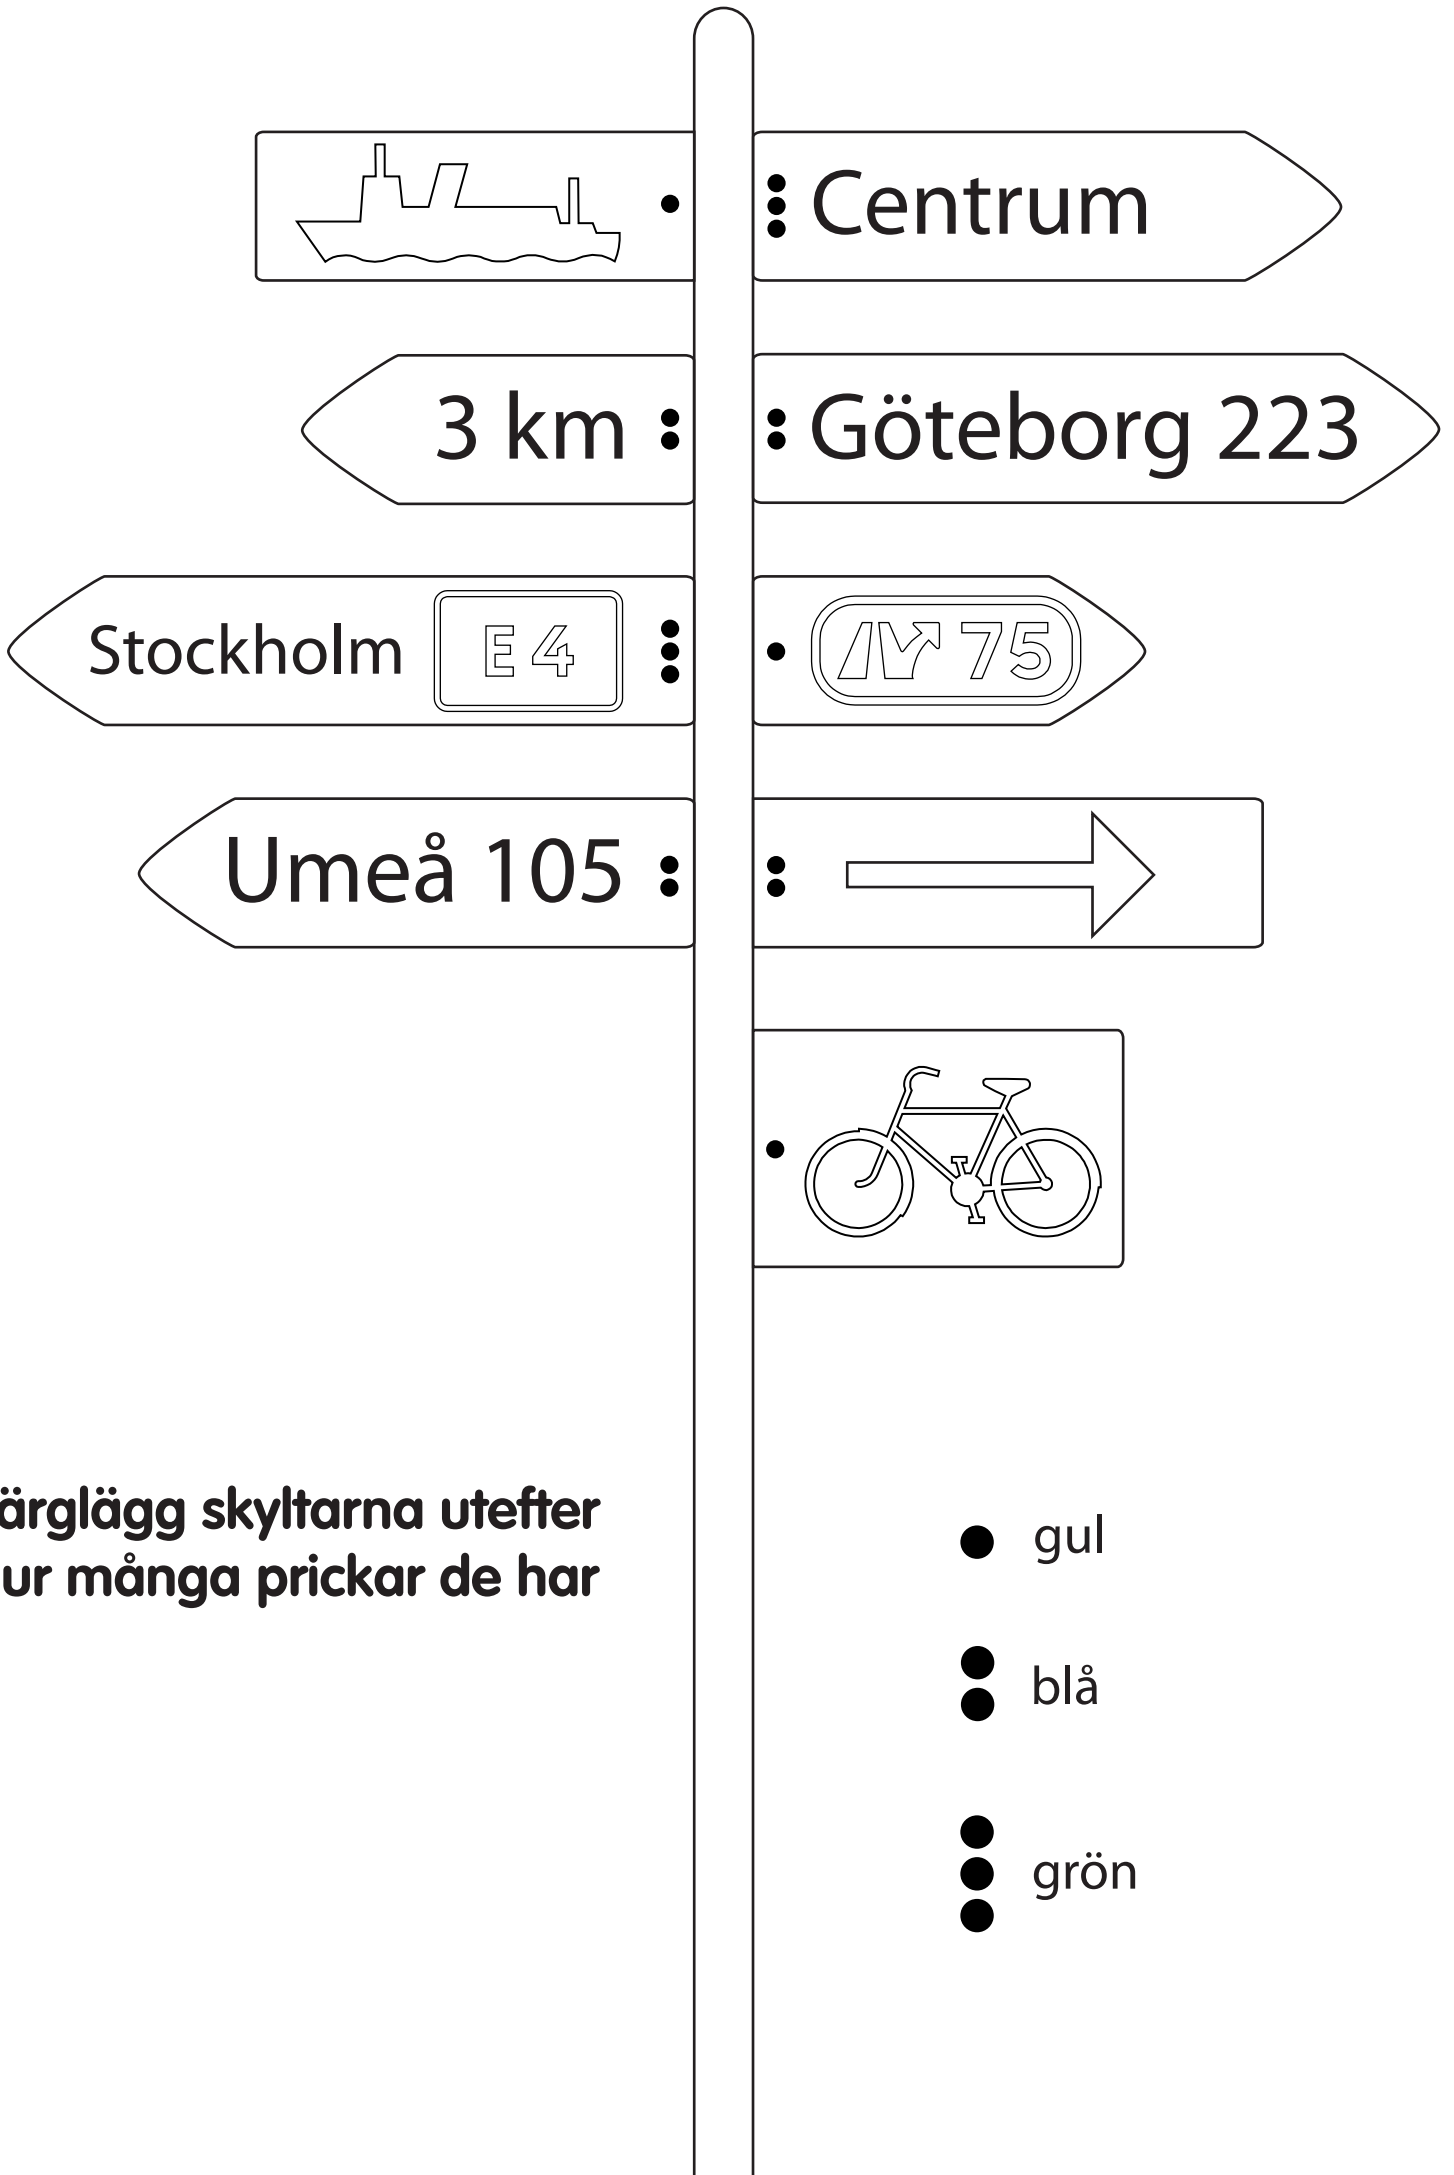 Centrum
3 km
Göteborg 223
Stockholm E 4
75
Umeå 105
ärglägg skyltarna utefter
ur många prickar de har
gul
blå
grön